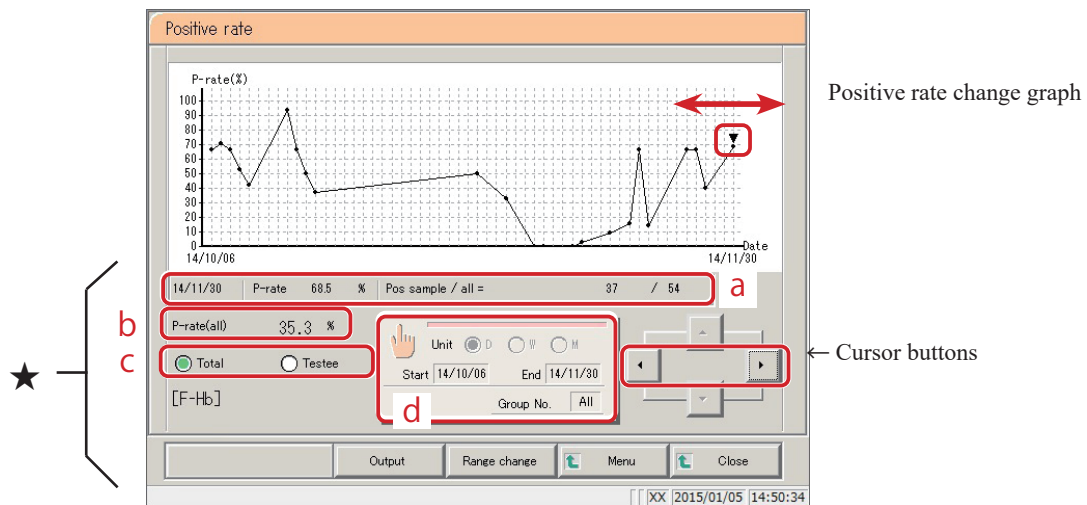 Positive rate
P-rate(%)
100
90
80
70
60
50
40
30
20
10
0
Date
14/10/06
14/11/30
Positive rate change graph
14/11/30 P-rate 68.5 % Pos sample / all = 37 / 54
a
b
P-rate(all) 35.3 %
c
Total Testee
[F-Hb]
Unit D W M
Start 14/10/06 End 14/11/30
Group No. All
d
← Cursor buttons
★
Output Range change Menu Close
XX 2015/01/05 14:50:34